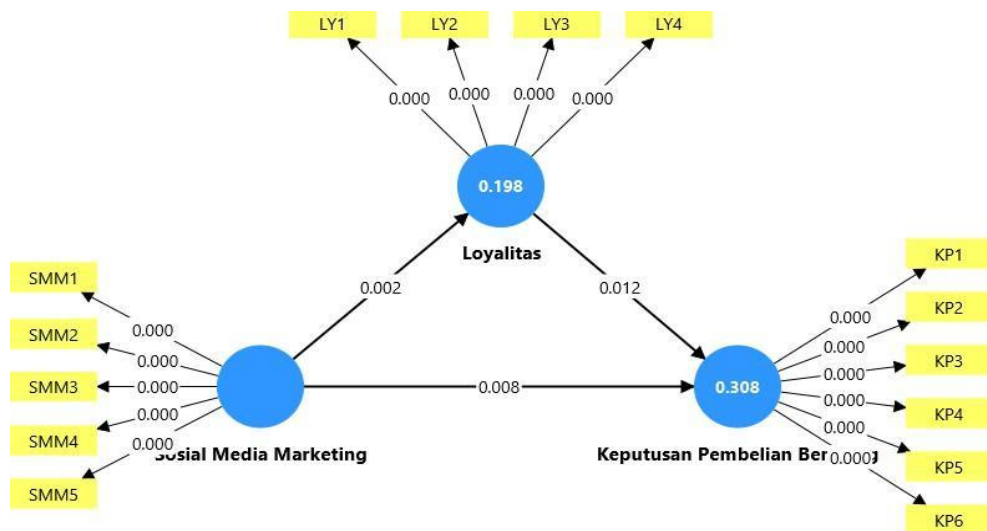 LY1 LY2 LY3 LY4
0.000 0.000 0.000 0.000
0.198
Loyalitas
0.002 0.012
SMM1
SMM2
SMM3
SMM4
SMM5
0.000
0.000
0.000
0.000
0.000
Sosial Media Marketing
0.008
0.308
Keputusan Pembelian
0.000
0.000
0.000
0.000
0.000
0.000
KP1
KP2
KP3
KP4
KP5
KP6